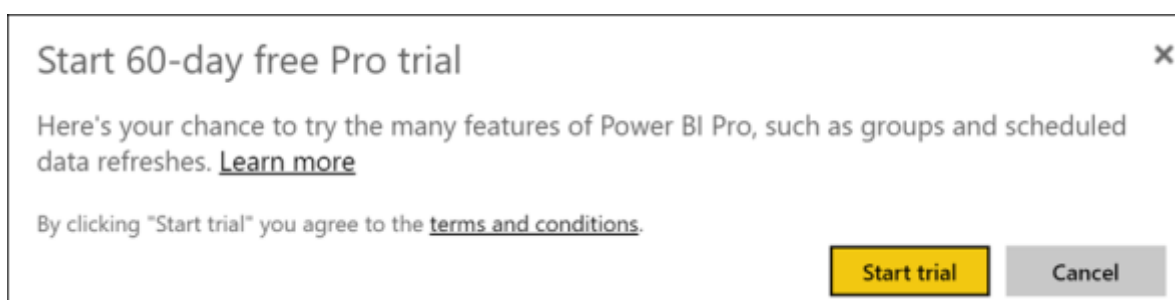 Start 60-day free Pro trial
Here's your chance to try the many features of Power BI Pro, such as groups and scheduled
data refreshes. Learn more
By clicking "Start trial" you agree to the terms and conditions.
Start trial Cancel